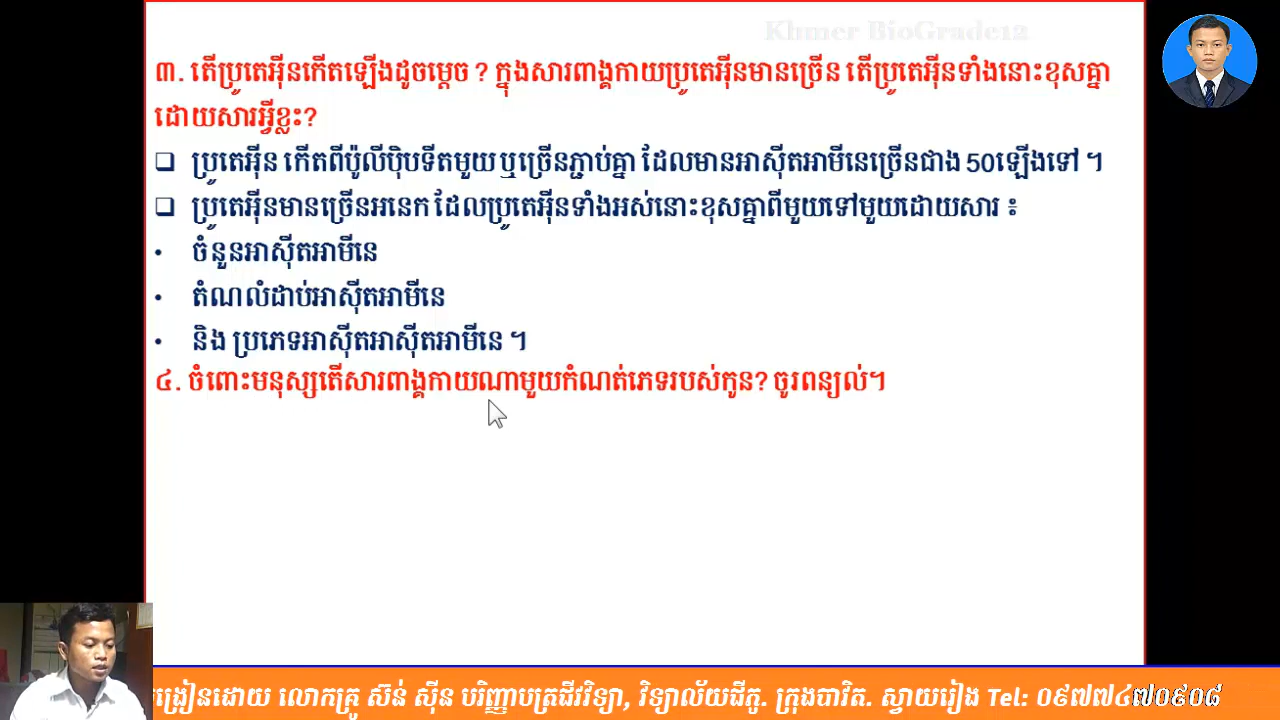 Khmer BioGrade12
៣. តើប្រូតេអ៊ីនកើតឡើងដូចម្ដេច ? ក្នុងសារពាង្គកាយប្រូតេអ៊ីនមានច្រើន តើប្រូតេអ៊ីនទាំងនោះខុសគ្នា
ដោយសារអ្វីខ្លះ?
❑ ប្រូតេអ៊ីន កើតពីប៉ូលីប៉ិបទីតមួយ ឬច្រើនភ្ជាប់គ្នា ដែលមានអាស៊ីតអាមីនេច្រើនជាង 50ឡើងទៅ ។
❑ ប្រូតេអ៊ីនមានច្រើនអនេក ដែលប្រូតេអ៊ីនទាំងអស់នោះខុសគ្នាពីមួយទៅមួយដោយសារ ៖
• ចំនួនអាស៊ីតអាមីនេ
• តំណលំដាប់អាស៊ីតអាមីនេ
• និង ប្រភេទអាស៊ីតអាស៊ីតអាមីនេ ។
៤. ចំពោះមនុស្សតើសារពាង្គកាយណាមួយកំណត់ភេទរបស់កូន? ចូរពន្យល់។
ង្រៀនដោយ លោកគ្រូ ស៊ន់ ស៊ីន បរិញ្ញាបត្រជីវវិទ្យា, វិទ្យាល័យជីភូ. ក្រុងបាវិត. ស្វាយរៀង Tel: ០៩៧៧៤៧០៩០៨